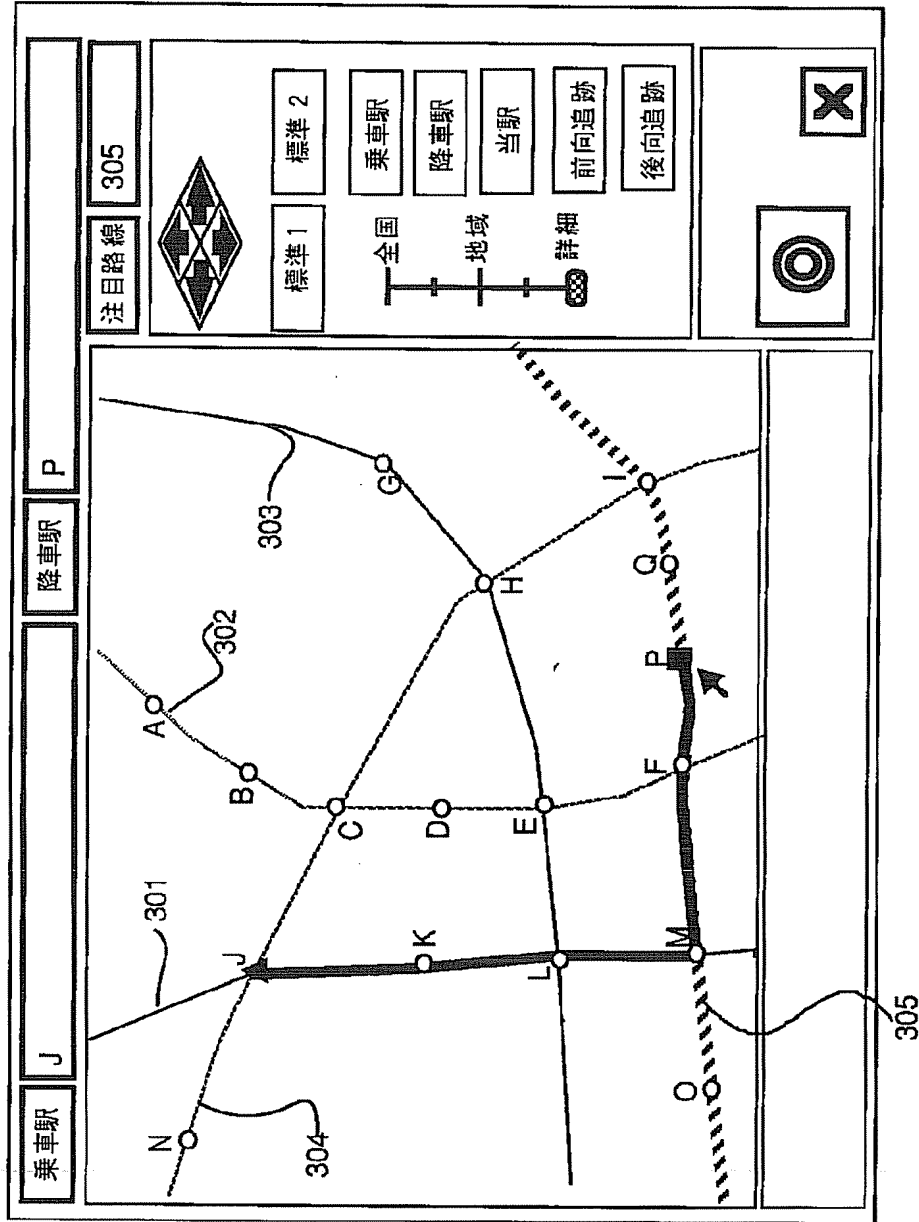 乗車駅 J 降車駅 P
注目路線 305
標準1 標準2
全国
地域
詳細
乗車駅
降車駅
当駅
前向追跡
後向追跡
301
302
303
304
305
A
B
C
D
E
F
G
H
I
J
K
L
M
N
O
P
Q